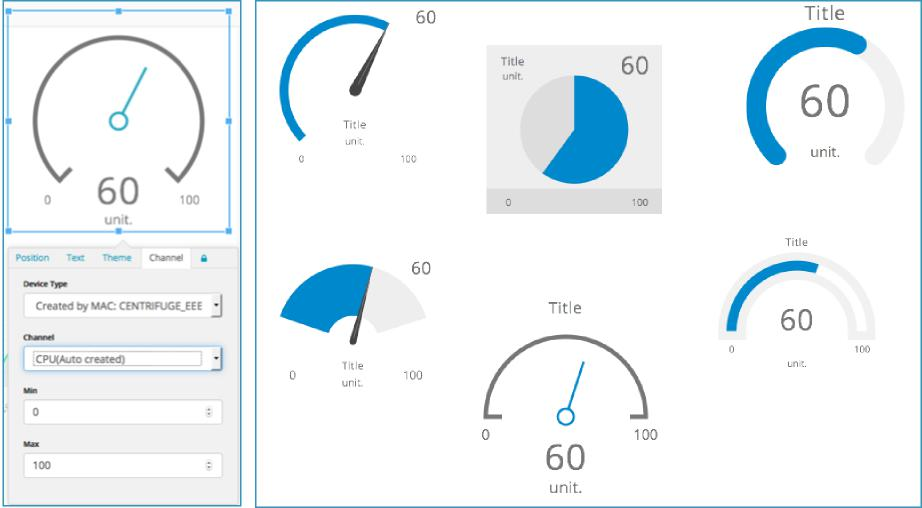 0
60
100
unit.
Position Text Theme Channel
Device Type
Created by MAC: CENTRIFUGE_EEE
Channel
CPU(Auto created)
Min
0
Max
100
60
Title
unit.
0 100
Title
unit.
60
0 100
Title
60
unit.
60
Title
unit.
0 100
Title
0 100
60
unit.
Title
60
0 100
unit.